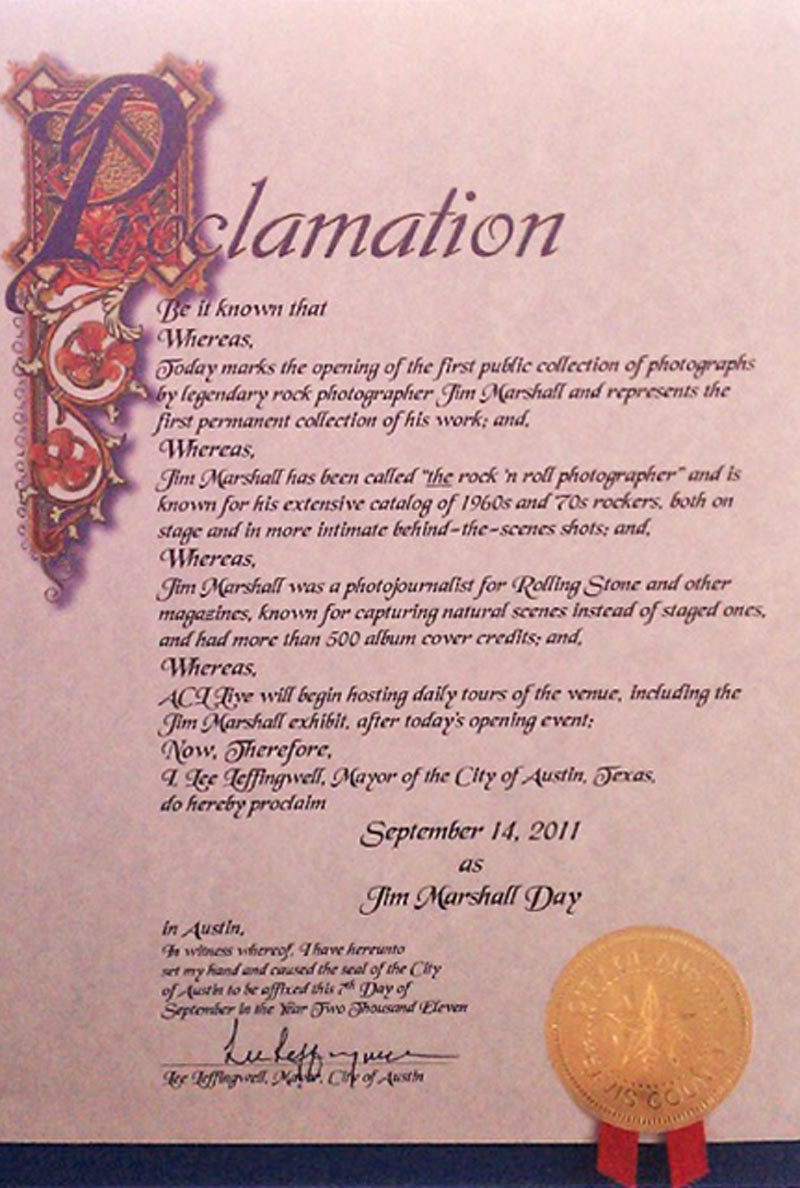 Proclamation
Be it known that
Whereas,
Today marks the opening of the first public collection of photographs
by legendary rock photographer Jim Marshall and represents the
first permanent collection of his work; and,
Whereas,
Jim Marshall has been called "the rock 'n roll photographer" and is
known for his extensive catalog of 1960s and '70s rockers, both on
stage and in more intimate behind-the-scenes shots; and,
Whereas,
Jim Marshall was a photojournalist for Rolling Stone and other
magazines, known for capturing natural scenes instead of staged ones,
and had more than 500 album cover credits; and,
Whereas,
ACL Live will begin hosting daily tours of the venue, including the
Jim Marshall exhibit, after today's opening event;
Now, Therefore,
I, Lee Leffingwell, Mayor of the City of Austin, Texas,
do hereby proclaim
September 14, 2011
as
Jim Marshall Day
in Austin.
In witness whereof, I have hereunto
set my hand and caused the seal of the City
of Austin to be affixed this 7th Day of
September in the Year Two Thousand Eleven
Lee Leffingwell
Lee Leffingwell, Mayor, City of Austin